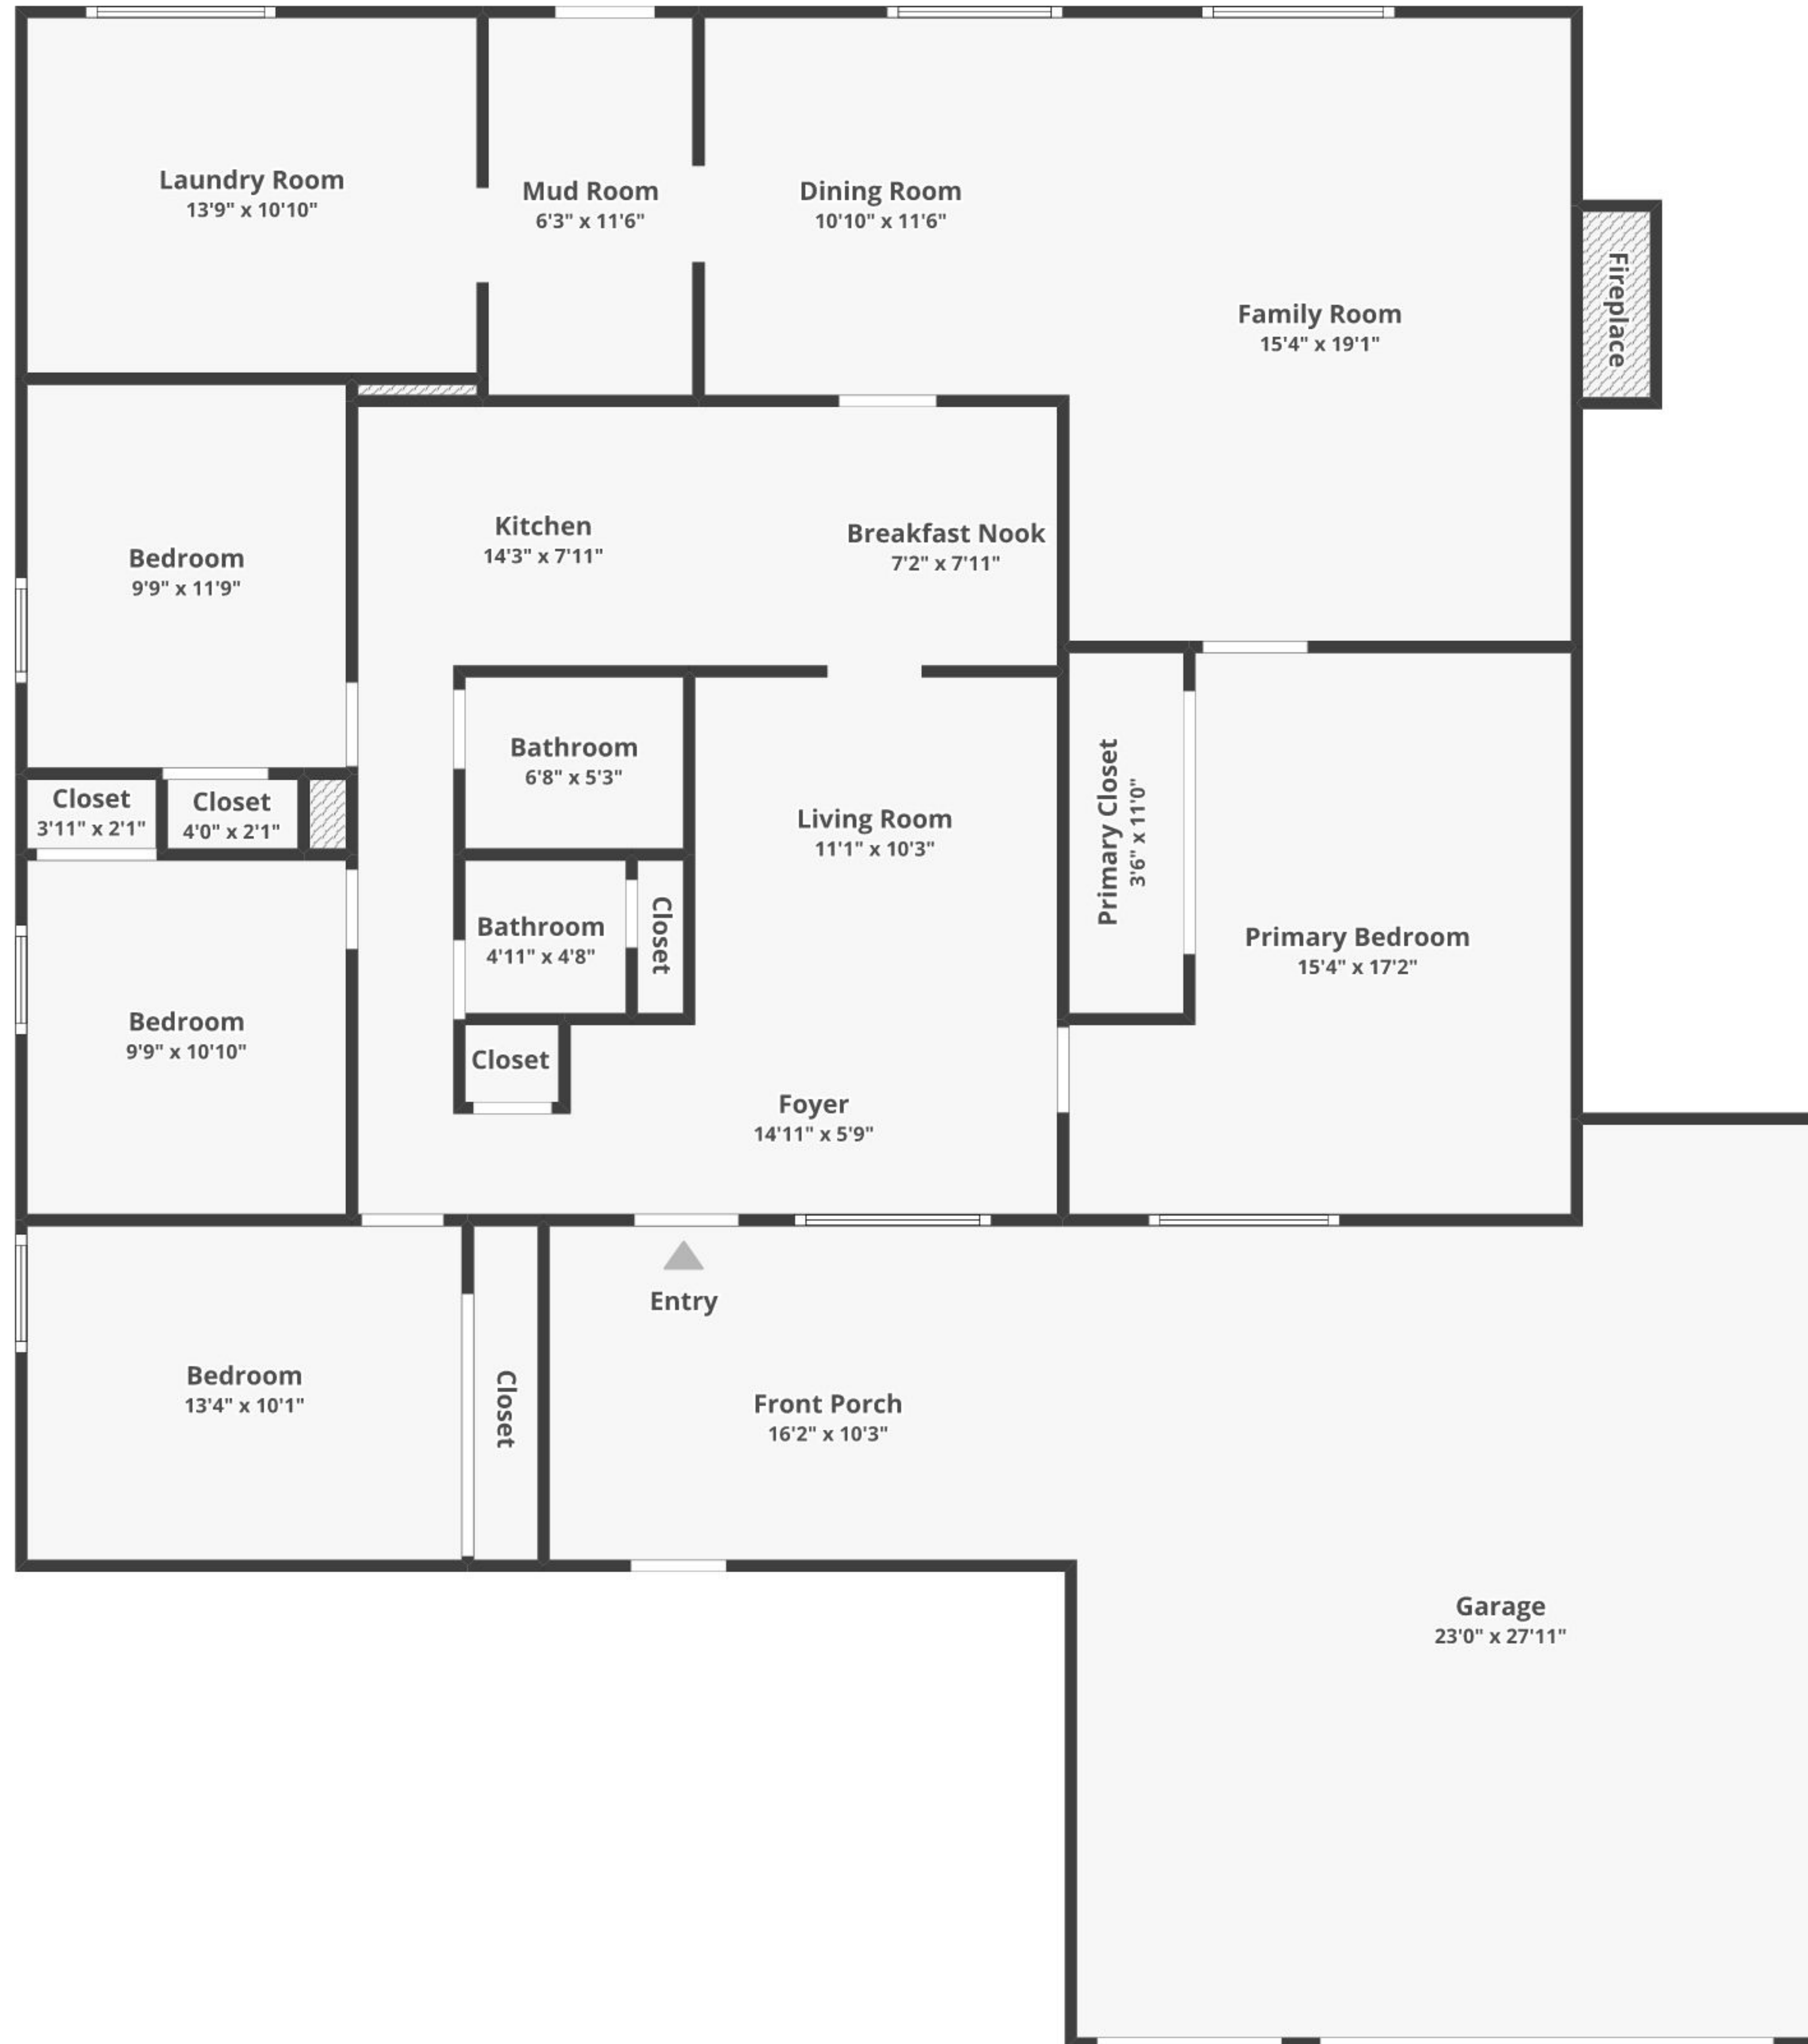 Laundry Room
13'9" x 10'10"
Mud Room
6'3" x 11'6"
Dining Room
10'10" x 11'6"
Family Room
15'4" x 19'1"
Fireplace
Kitchen
14'3" x 7'11"
Breakfast Nook
7'2" x 7'11"
Bedroom
9'9" x 11'9"
Bathroom
6'8" x 5'3"
Closet
3'11" x 2'1"
Closet
4'0" x 2'1"
Living Room
11'1" x 10'3"
Primary Closet
3'6" x 11'0"
Bathroom
4'11" x 4'8"
Closet
Primary Bedroom
15'4" x 17'2"
Bedroom
9'9" x 10'10"
Closet
Foyer
14'11" x 5'9"
Entry
Bedroom
13'4" x 10'1"
Closet
Front Porch
16'2" x 10'3"
Garage
23'0" x 27'11"